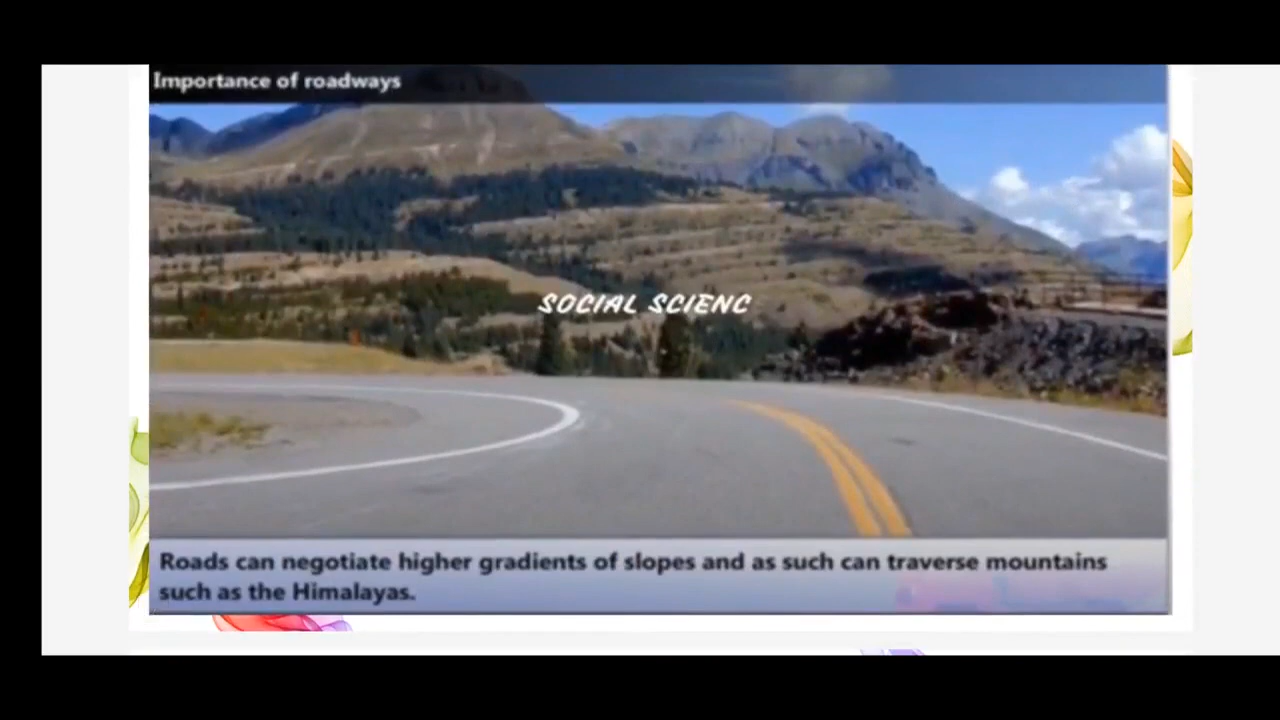 Importance of roadways
SOCIAL SCIENC
Roads can negotiate higher gradients of slopes and as such can traverse mountains
such as the Himalayas.